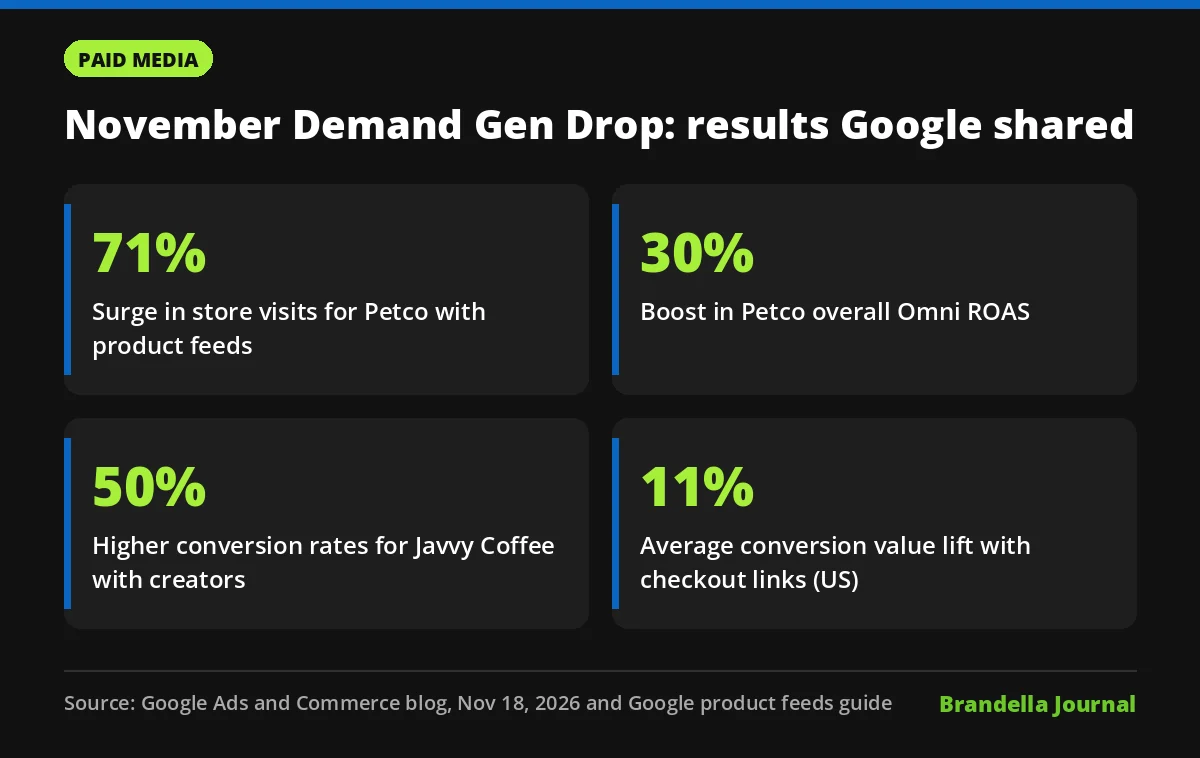 PAID MEDIA
November Demand Gen Drop: results Google shared
71%
Surge in store visits for Petco with
product feeds
30%
Boost in Petco overall Omni ROAS
50%
Higher conversion rates for Javvy Coffee
with creators
11%
Average conversion value lift with
checkout links (US)
Source: Google Ads and Commerce blog, Nov 18, 2026 and Google product feeds guide
Brandella Journal